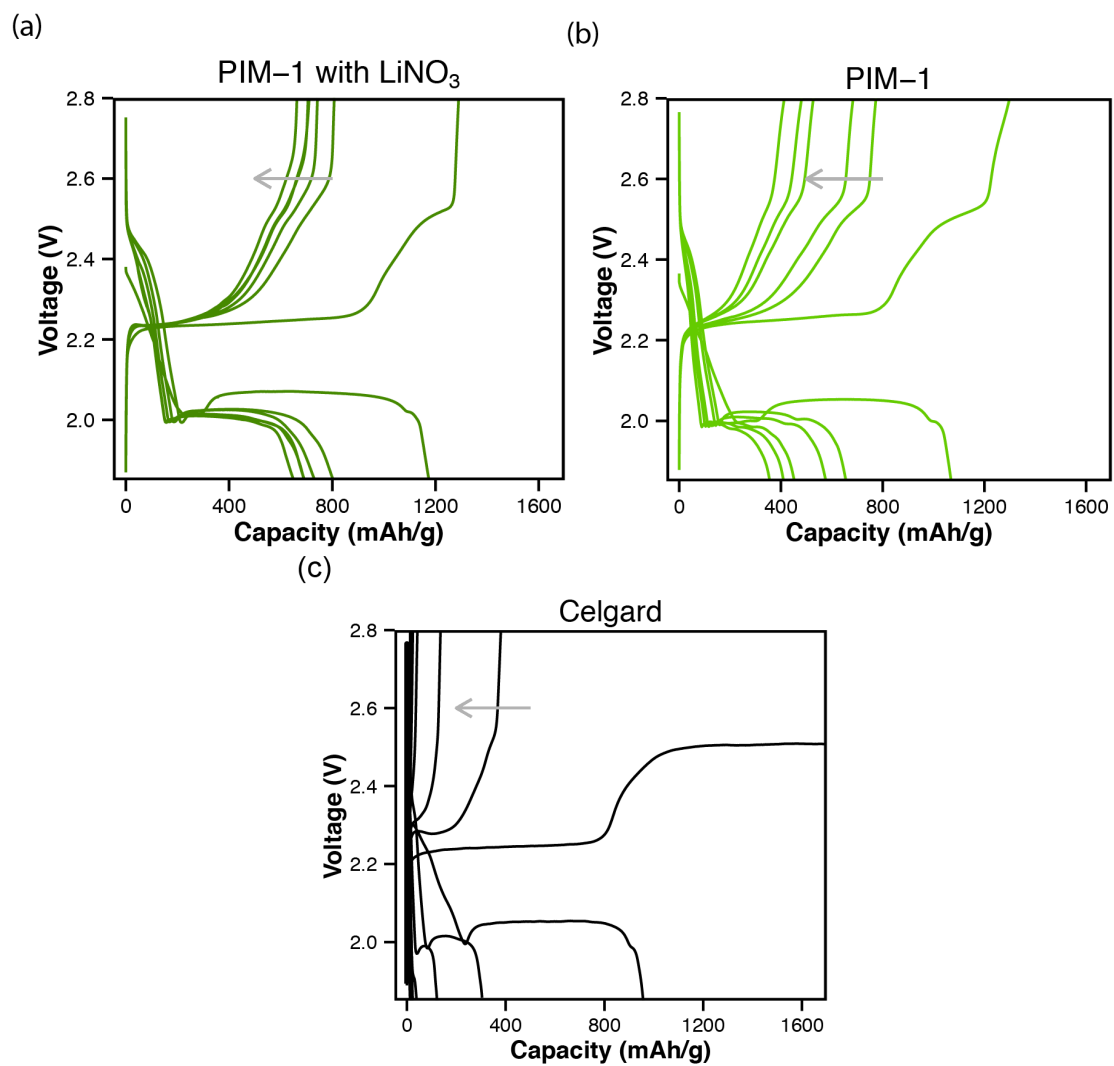 (a)
PIM–1 with LiNO3
2.8
2.6
2.4
2.2
2.0
Voltage (V)
0 400 800 1200 1600
Capacity (mAh/g)
(b)
PIM–1
2.8
2.6
2.4
2.2
2.0
Voltage (V)
0 400 800 1200 1600
Capacity (mAh/g)
(c)
Celgard
2.8
2.6
2.4
2.2
2.0
Voltage (V)
0 400 800 1200 1600
Capacity (mAh/g)